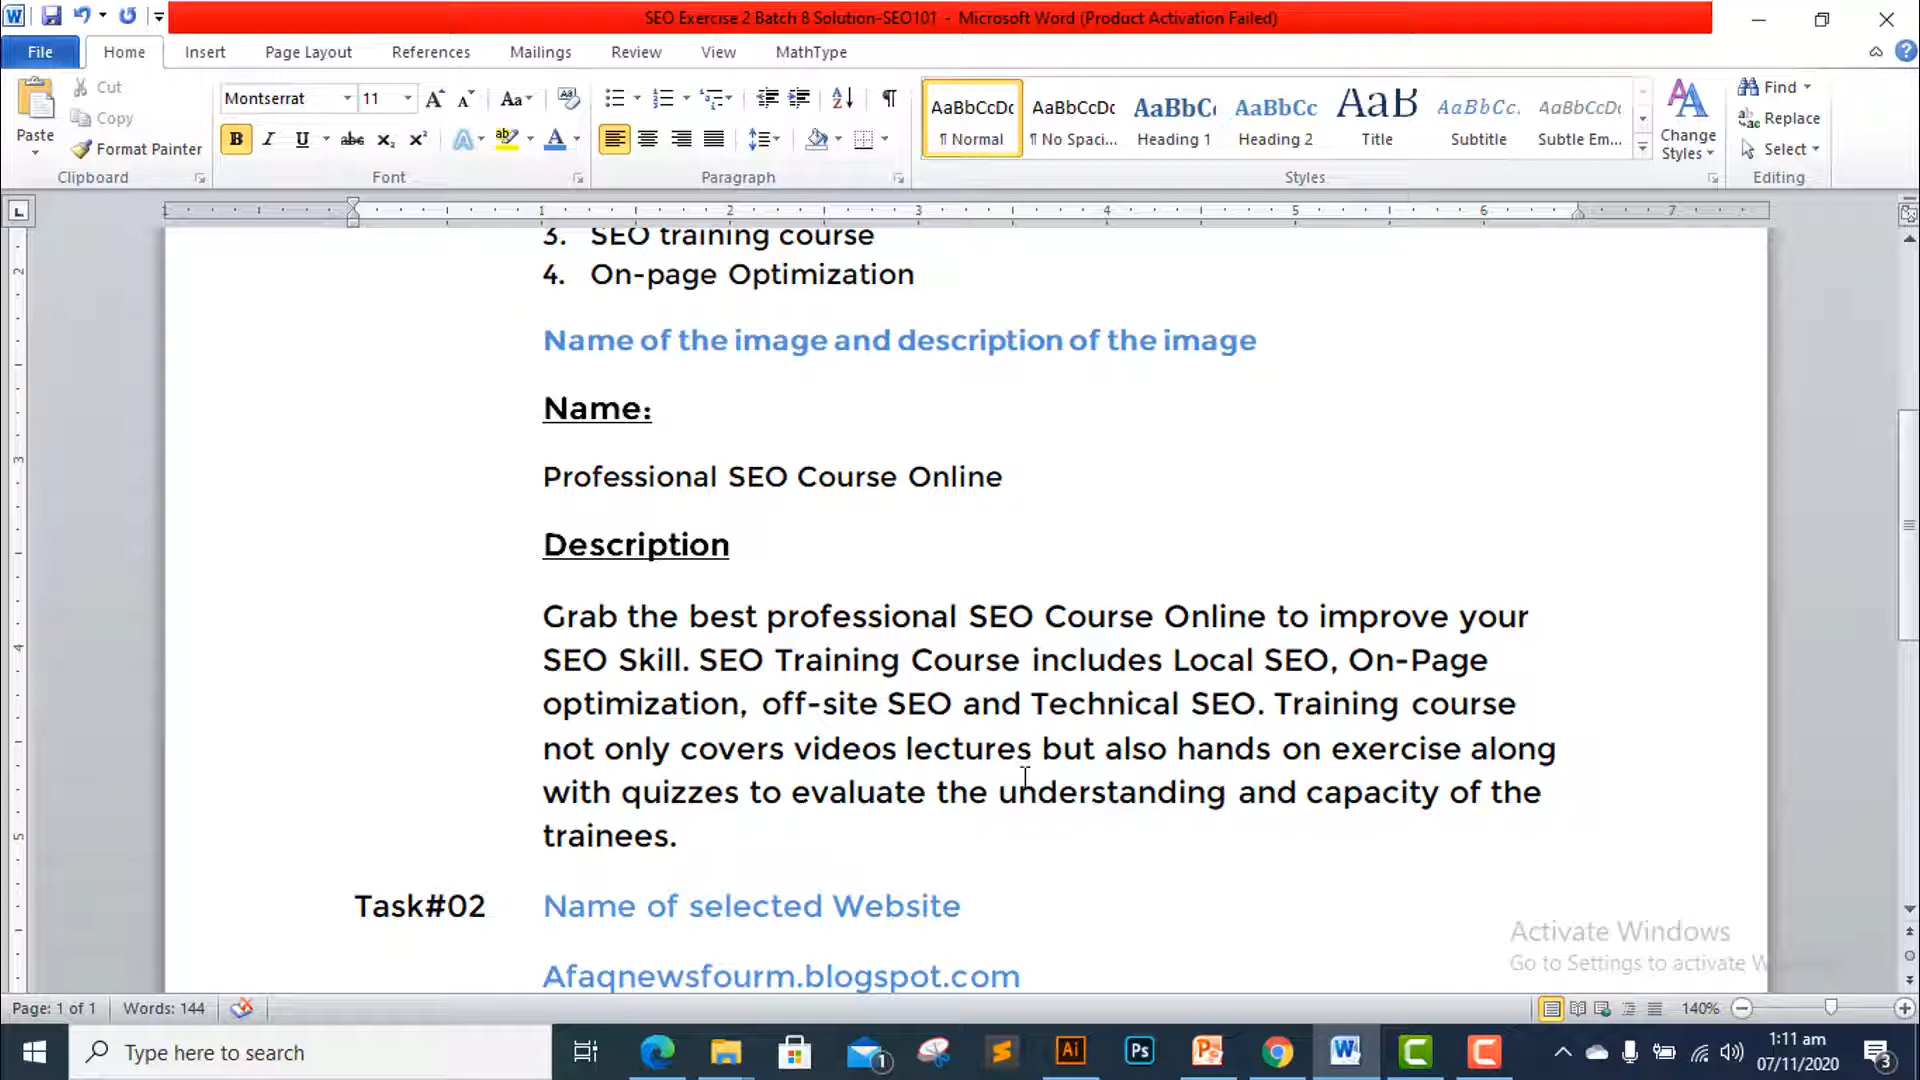 SEO Exercise 2 Batch 8 Solution-SEO101 - Microsoft Word (Product Activation Failed)
File Home Insert Page Layout References Mailings Review View MathType
Cut
Copy
Format Painter
Paste
Clipboard
Montserrat 11
Font
Paragraph
AaBbCcDc AaBbCcDc AaBbC AaBbCc AaB AaBbCc. AaBbCcDc
¶ Normal ¶ No Spaci... Heading 1 Heading 2 Title Subtitle Subtle Em...
Change Styles
Styles
Find
Replace
Select
Editing
3. SEO training course
4. On-page Optimization
Name of the image and description of the image
Name:
Professional SEO Course Online
Description
Grab the best professional SEO Course Online to improve your
SEO Skill. SEO Training Course includes Local SEO, On-Page
optimization, off-site SEO and Technical SEO. Training course
not only covers videos lectures but also hands on exercise along
with quizzes to evaluate the understanding and capacity of the
trainees.
Task#02 Name of selected Website
Afaqnewsfourm.blogspot.com
Activate Windows
Go to Settings to activate W
Page: 1 of 1 Words: 144 140%
Type here to search
1:11 am
07/11/2020